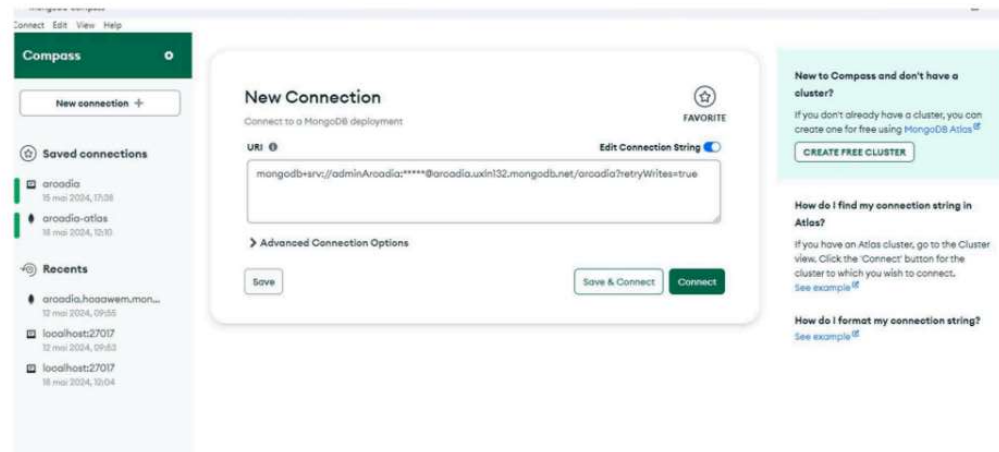 Connect Edit View Help
Compass
New connection +
Saved connections
arcadia
15 mai 2024, 17:38
arcadia-atlas
18 mai 2024, 12:10
Recents
arcadia.hoaawem.mon...
12 mai 2024, 09:55
localhost:27017
12 mai 2024, 09:53
localhost:27017
18 mai 2024, 12:04
New Connection
Connect to a MongoDB deployment
FAVORITE
URI
Edit Connection String
mongodb+srv://adminArcadia:*****@arcadia.uxin132.mongodb.net/arcadia?retryWrites=true
Advanced Connection Options
Save
Save & Connect
Connect
New to Compass and don't have a
cluster?
If you don't already have a cluster, you can
create one for free using MongoDB Atlas
CREATE FREE CLUSTER
How do I find my connection string in
Atlas?
If you have an Atlas cluster, go to the Cluster
view. Click the 'Connect' button for the
cluster to which you wish to connect.
See example
How do I format my connection string?
See example